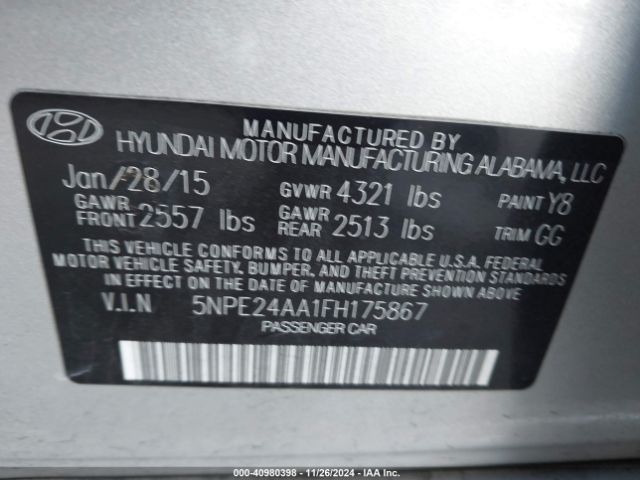 MANUFACTURED BY
HYUNDAI MOTOR MANUFACTURING ALABAMA, LLC
Jan/28/15 GVWR 4321 lbs PAINT Y8
GAWR FRONT 2557 lbs GAWR REAR 2513 lbs TRIM GG
THIS VEHICLE CONFORMS TO ALL APPLICABLE U.S.A. FEDERAL
MOTOR VEHICLE SAFETY, BUMPER, AND THEFT PREVENTION STANDARDS
IN EFFECT ON THE DATE OF MANUFACTURE SHOWN ABOVE.
V.I.N 5NPE24AA1FH175867
PASSENGER CAR
000-40980398 - 11/26/2024 - IAAI.COM